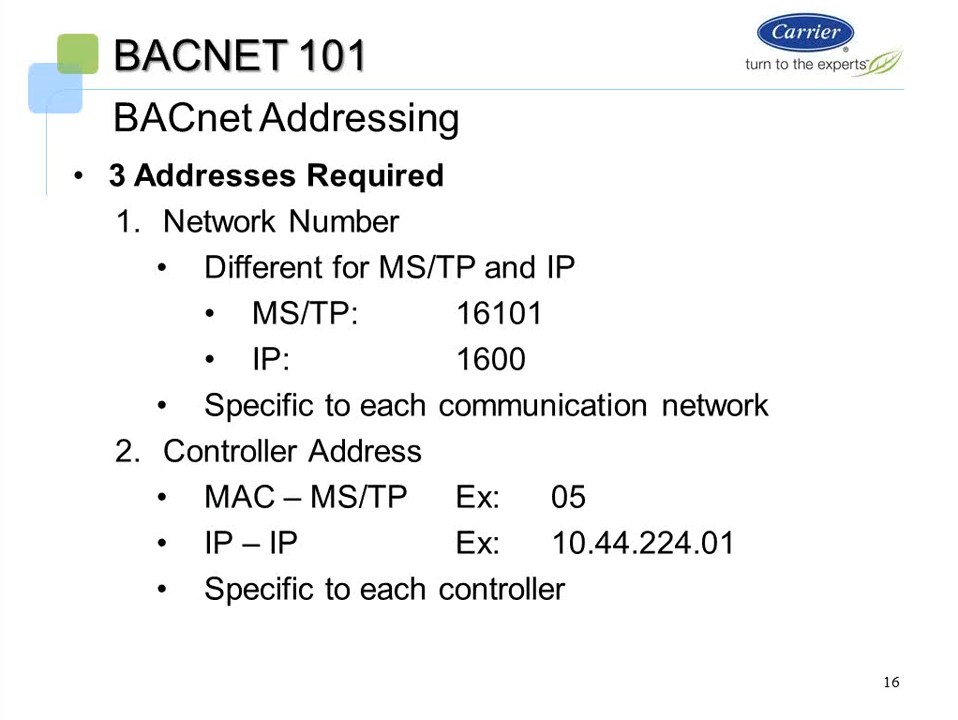 BACNET 101
Carrier
turn to the experts
BACnet Addressing
• 3 Addresses Required
1. Network Number
• Different for MS/TP and IP
• MS/TP: 16101
• IP: 1600
• Specific to each communication network
2. Controller Address
• MAC – MS/TP Ex: 05
• IP – IP Ex: 10.44.224.01
• Specific to each controller
16